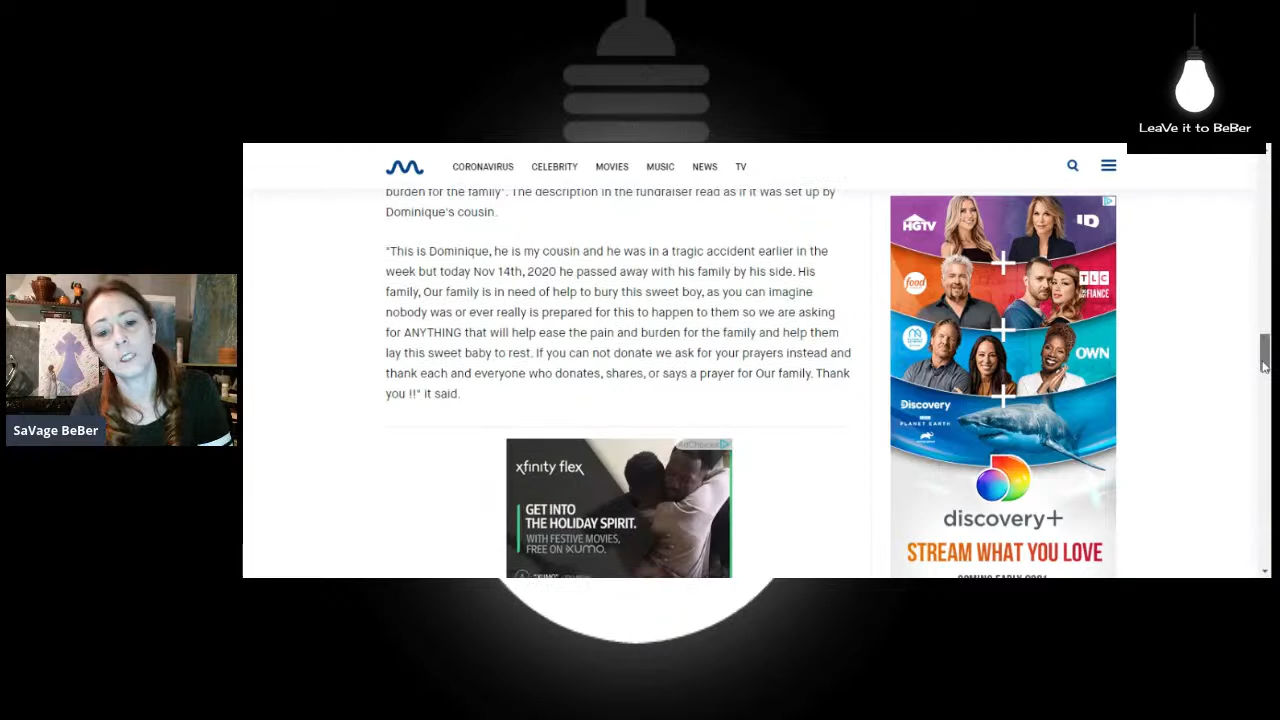 LeaVe it to BeBer
CORONAVIRUS CELEBRITY MOVIES MUSIC NEWS TV
burden for the family". The description in the fundraiser read as if it was set up by
Dominique's cousin.
"This is Dominique, he is my cousin and he was in a tragic accident earlier in the
week but today Nov 14th, 2020 he passed away with his family by his side. His
family, Our family is in need of help to bury this sweet boy, as you can imagine
nobody was or ever really is prepared for this to happen to them so we are asking
for ANYTHING that will help ease the pain and burden for the family and help them
lay this sweet baby to rest. If you can not donate we ask for your prayers instead and
thank each and everyone who donates, shares, or says a prayer for Our family. Thank
you !!" it said.
SaVage BeBer
AdChoices
xfinity flex
GET INTO
THE HOLIDAY SPIRIT.
WITH FESTIVE MOVIES,
FREE ON XUMO.
HGTV
ID
food
TLC
OWN
Discovery
PLANET EARTH
discovery+
STREAM WHAT YOU LOVE